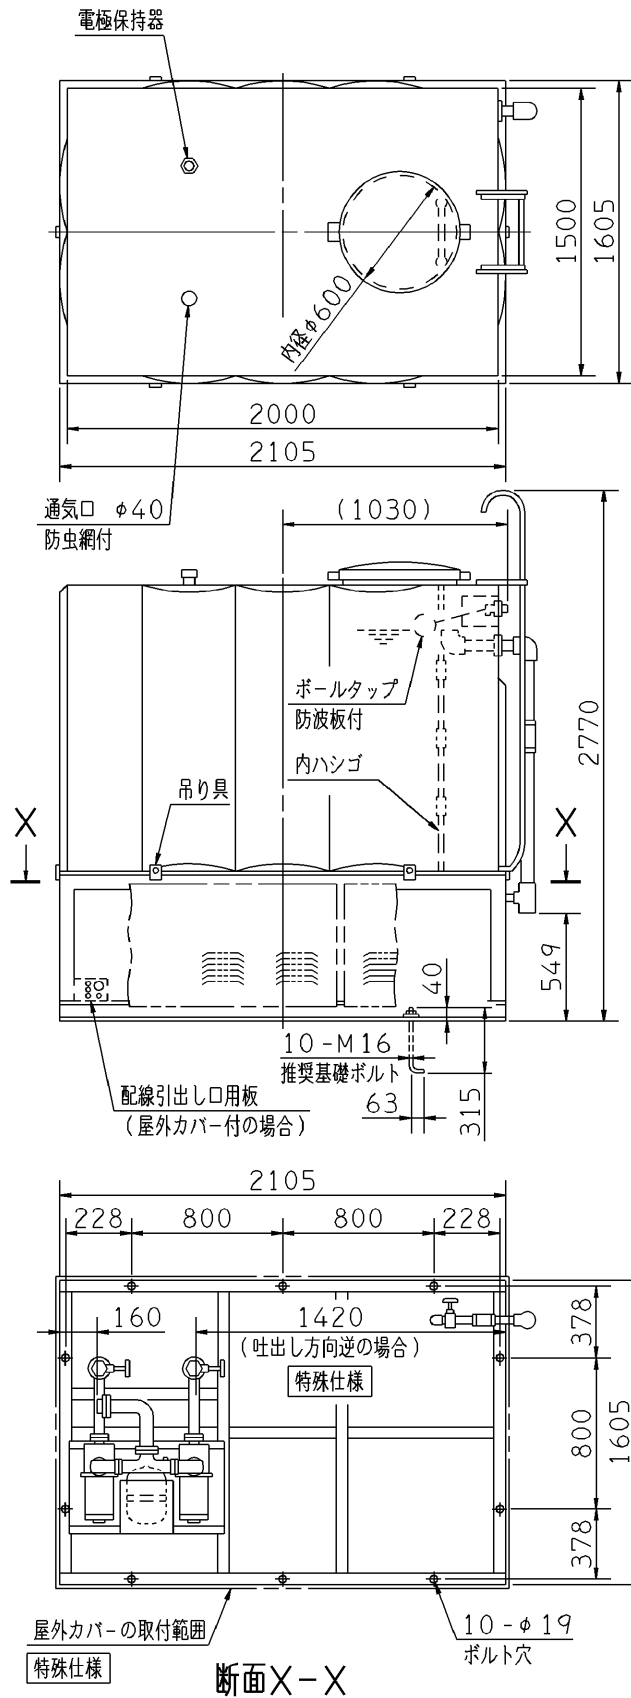 電極保持器
1500
1605
内径φ600
2000
2105
通気口 φ40
防虫網付
(1030)
ボールタップ
防波板付
2770
内ハシゴ
吊り具
X
X
549
40
10-M16
推奨基礎ボルト
63
315
配線引出し口用板
(屋外カバー付の場合)
2105
228
800
800
228
160
1420
(吐出し方向逆の場合)
特殊仕様
378
800
1605
378
屋外カバーの取付範囲
特殊仕様
10-φ19
ボルト穴
断面X-X